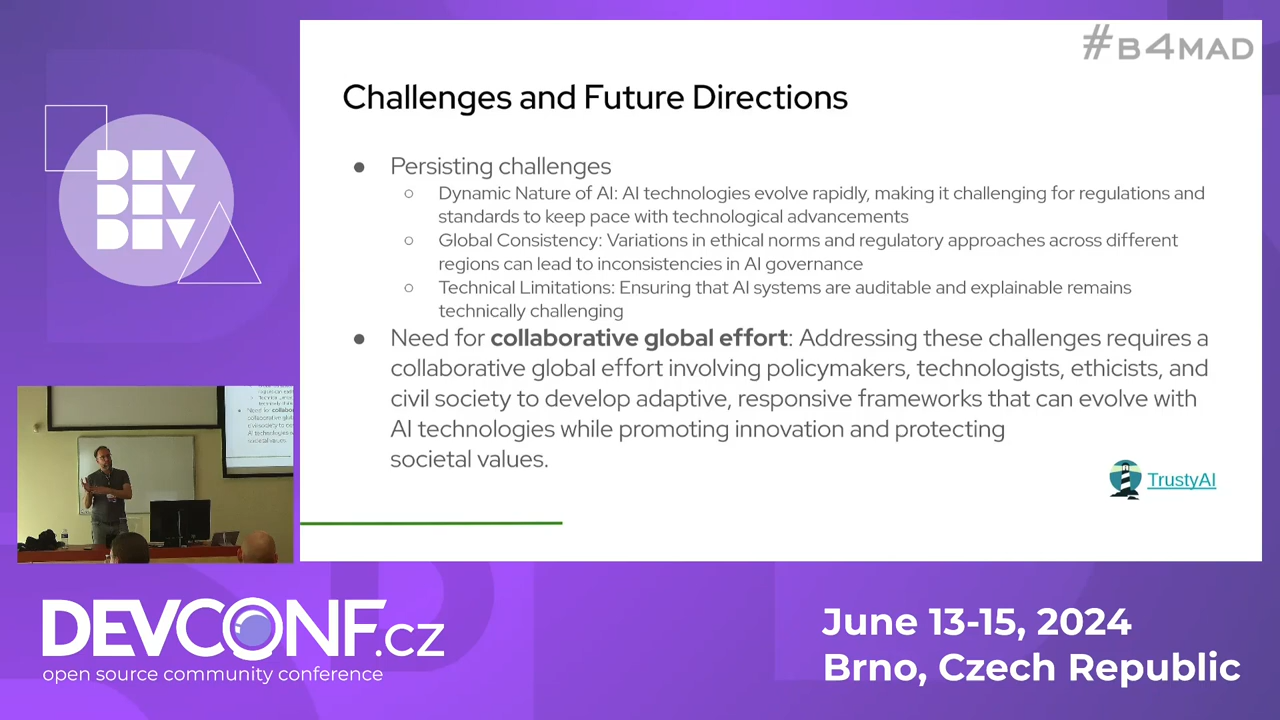 #B4MAD
Challenges and Future Directions
● Persisting challenges
○ Dynamic Nature of AI: AI technologies evolve rapidly, making it challenging for regulations and
standards to keep pace with technological advancements
○ Global Consistency: Variations in ethical norms and regulatory approaches across different
regions can lead to inconsistencies in AI governance
○ Technical Limitations: Ensuring that AI systems are auditable and explainable remains
technically challenging
● Need for collaborative global effort: Addressing these challenges requires a
collaborative global effort involving policymakers, technologists, ethicists, and
civil society to develop adaptive, responsive frameworks that can evolve with
AI technologies while promoting innovation and protecting
societal values.
TrustyAI
DEV
DEV
DEV
DEVCONF.cz
open source community conference
June 13-15, 2024
Brno, Czech Republic